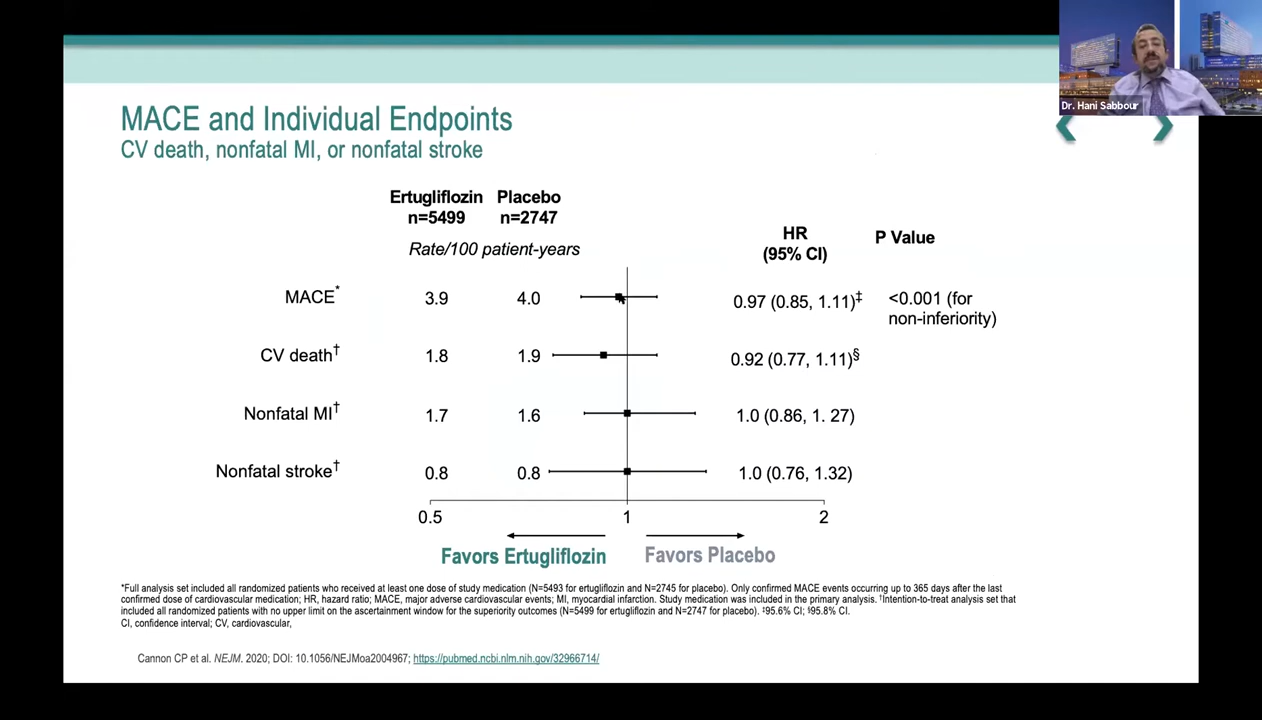 Dr. Hani Sabbour
MACE and Individual Endpoints
CV death, nonfatal MI, or nonfatal stroke
Ertugliflozin Placebo
n=5499 n=2747
Rate/100 patient-years
HR
(95% CI)
P Value
MACE* 3.9 4.0 0.97 (0.85, 1.11)‡ <0.001 (for
non-inferiority)
CV death† 1.8 1.9 0.92 (0.77, 1.11)§
Nonfatal MI† 1.7 1.6 1.0 (0.86, 1. 27)
Nonfatal stroke† 0.8 0.8 1.0 (0.76, 1.32)
0.5 1 2
Favors Ertugliflozin Favors Placebo
*Full analysis set included all randomized patients who received at least one dose of study medication (N=5493 for ertugliflozin and N=2745 for placebo). Only confirmed MACE events occurring up to 365 days after the last
confirmed dose of cardiovascular medication; HR, hazard ratio; MACE, major adverse cardiovascular events; MI, myocardial infarction. Study medication was included in the primary analysis. †Intention-to-treat analysis set that
included all randomized patients with no upper limit on the ascertainment window for the superiority outcomes (N=5499 for ertugliflozin and N=2747 for placebo). ‡95.6% CI; §95.8% CI.
CI, confidence interval; CV, cardiovascular,
Cannon CP et al. NEJM. 2020; DOI: 10.1056/NEJMoa2004967; https://pubmed.ncbi.nlm.nih.gov/32966714/